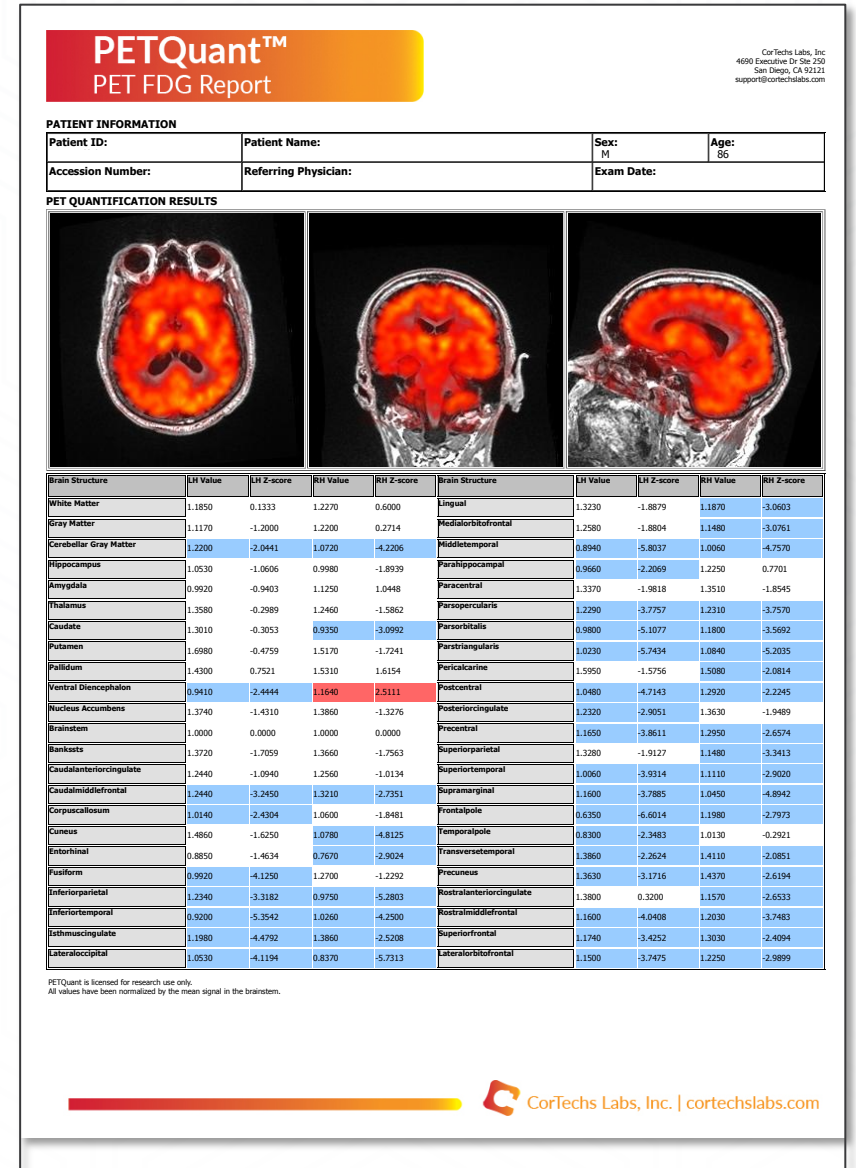 PETQuant™
PET FDG Report
CorTechs Labs, Inc
4690 Executive Dr Ste 250
San Diego, CA 92121
support@cortechslabs.com
PATIENT INFORMATION
Patient ID: Patient Name: Sex: Age:
M 86
Accession Number: Referring Physician: Exam Date:
PET QUANTIFICATION RESULTS
Brain Structure LH Value LH Z-score RH Value RH Z-score Brain Structure LH Value LH Z-score RH Value RH Z-score
White Matter 1.1850 0.1333 1.2270 0.6000 Lingual 1.3230 -1.8879 1.1870 -3.0603
Gray Matter 1.1170 -1.2000 1.2200 0.2714 Medialorbitofrontal 1.2580 -1.8804 1.1480 -3.0761
Cerebellar Gray Matter 1.2200 -2.0441 1.0720 -4.2206 Middletemporal 0.8940 -5.8037 1.0060 -4.7570
Hippocampus 1.0530 -1.0606 0.9980 -1.8939 Parahippocampal 0.9660 -2.2069 1.2250 0.7701
Amygdala 0.9920 -0.9403 1.1250 1.0448 Paracentral 1.3370 -1.9818 1.3510 -1.8545
Thalamus 1.3580 -0.2989 1.2460 -1.5862 Parsopercularis 1.2290 -3.7757 1.2310 -3.7570
Caudate 1.3010 -0.3053 0.9350 -3.0992 Parsorbitalis 0.9800 -5.1077 1.1800 -3.5692
Putamen 1.6980 -0.4759 1.5170 -1.7241 Parstriangularis 1.0230 -5.7434 1.0840 -5.2035
Pallidum 1.4300 0.7521 1.5310 1.6154 Pericalcarine 1.5950 -1.5756 1.5080 -2.0814
Ventral Diencephalon 0.9410 -2.4444 1.1640 2.5111 Postcentral 1.0480 -4.7143 1.2920 -2.2245
Nucleus Accumbens 1.3740 -1.4310 1.3860 -1.3276 Posteriorcingulate 1.2320 -2.9051 1.3630 -1.9489
Brainstem 1.0000 0.0000 1.0000 0.0000 Precentral 1.1650 -3.8611 1.2950 -2.6574
Bankssts 1.3720 -1.7059 1.3660 -1.7563 Superiorparietal 1.3280 -1.9127 1.1480 -3.3413
Caudalanteriorcingulate 1.2440 -1.0940 1.2560 -1.0134 Superiortemporal 1.0060 -3.9314 1.1110 -2.9020
Caudalmiddlefrontal 1.2440 -3.2450 1.3210 -2.7351 Supramarginal 1.1600 -3.7885 1.0450 -4.8942
Corpuscallosum 1.0140 -2.4304 1.0600 -1.8481 Frontalpole 0.6350 -6.6014 1.1980 -2.7973
Cuneus 1.4860 -1.6250 1.0780 -4.8125 Temporalpole 0.8300 -2.3483 1.0130 -0.2921
Entorhinal 0.8850 -1.4634 0.7670 -2.9024 Transversetemporal 1.3860 -2.2624 1.4110 -2.0851
Fusiform 0.9920 -4.1250 1.2700 -1.2292 Precuneus 1.3630 -3.1716 1.4370 -2.6194
Inferiorparietal 1.2340 -3.3182 0.9750 -5.2803 Rostralanteriorcingulate 1.3800 0.3200 1.1570 -2.6533
Inferiortemporal 0.9200 -5.3542 1.0260 -4.2500 Rostralmiddlefrontal 1.1600 -4.0408 1.2030 -3.7483
Isthmuscingulate 1.1980 -4.4792 1.3860 -2.5208 Superiorfrontal 1.1740 -3.4252 1.3030 -2.4094
Lateraloccipital 1.0530 -4.1194 0.8370 -5.7313 Lateralorbitofrontal 1.1500 -3.7475 1.2250 -2.9899
PETQuant is licensed for research use only.
All values have been normalized by the mean signal in the brainstem.
CorTechs Labs, Inc. | cortechslabs.com